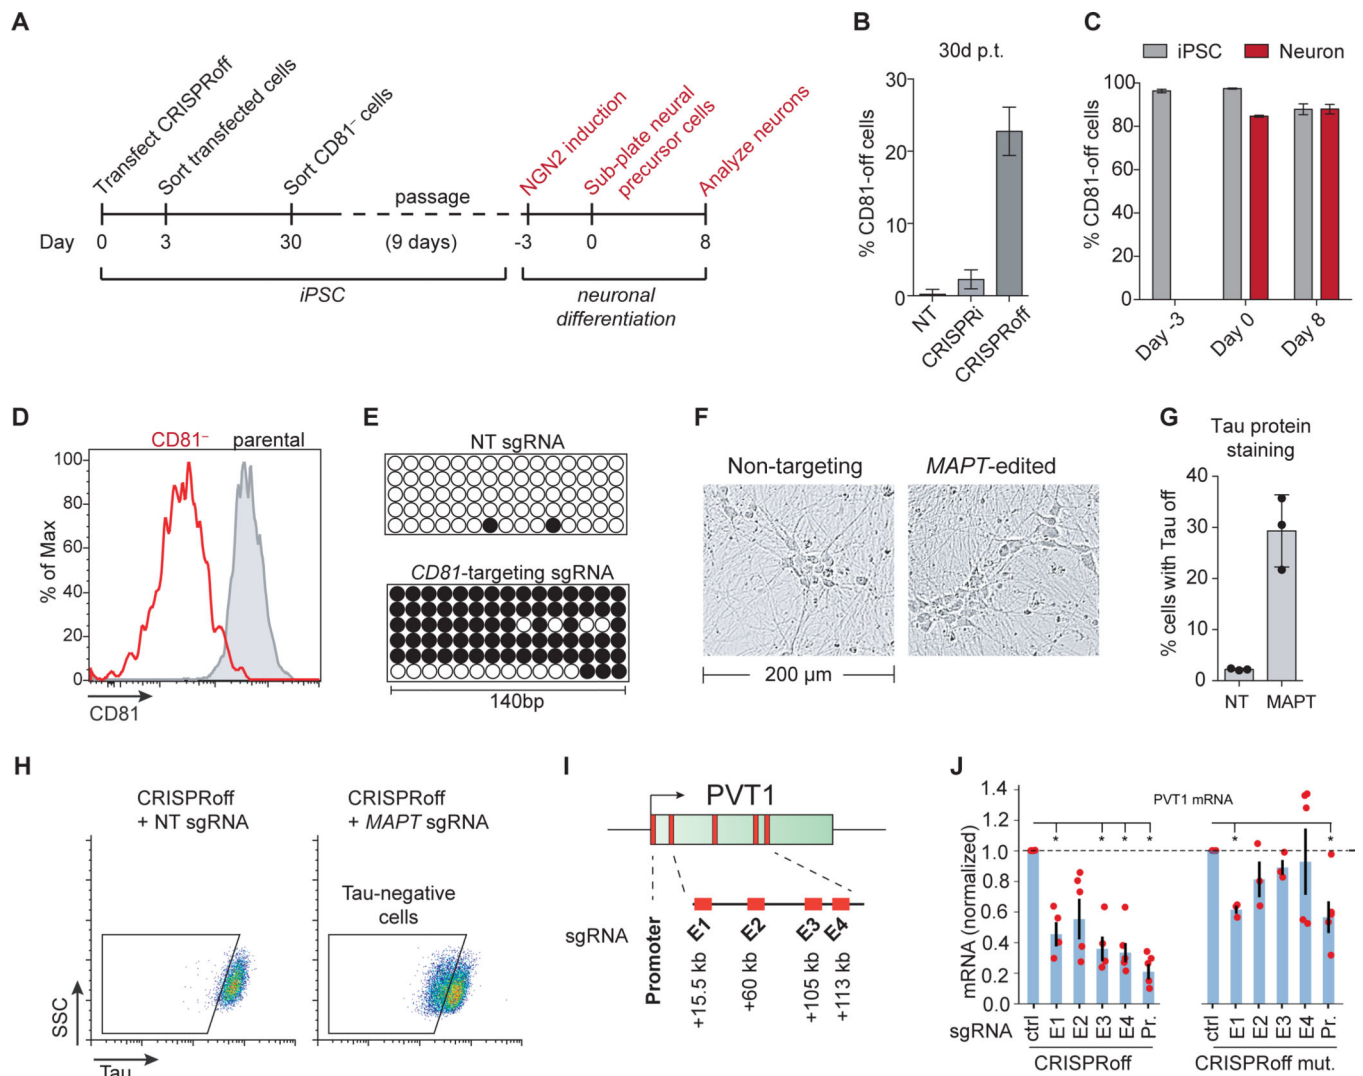 A
Transfect CRISPRoff
Sort transfected cells
Sort CD81⁻ cells
NGN2 induction
Sub-plate neural
precursor cells
Analyze neurons
passage
Day 0 3 30 (9 days) -3 0 8
iPSC
neuronal
differentiation
B
30d p.t.
% CD81-off cells
30
20
10
0
NT
CRISPRi
CRISPRoff
C
iPSC Neuron
% CD81-off cells
100
80
60
40
20
0
Day -3
Day 0
Day 8
D
CD81⁻ parental
% of Max
100
80
60
40
20
0
CD81
E
NT sgRNA
CD81-targeting sgRNA
140bp
F
Non-targeting MAPT-edited
200 µm
G
Tau protein
staining
% cells with Tau off
40
30
20
10
0
NT MAPT
H
CRISPRoff
+ NT sgRNA
CRISPRoff
+ MAPT sgRNA
Tau-negative
cells
SSC
Tau
I
PVT1
sgRNA
Promoter
E1
E2
E3
E4
+15.5 kb
+60 kb
+105 kb
+113 kb
J
PVT1 mRNA
* * * * * *
mRNA (normalized)
1.4
1.2
1.0
0.8
0.6
0.4
0.2
0.0
sgRNA
ctrl E1 E2 E3 E4 Pr. ctrl E1 E2 E3 E4 Pr.
CRISPRoff CRISPRoff mut.